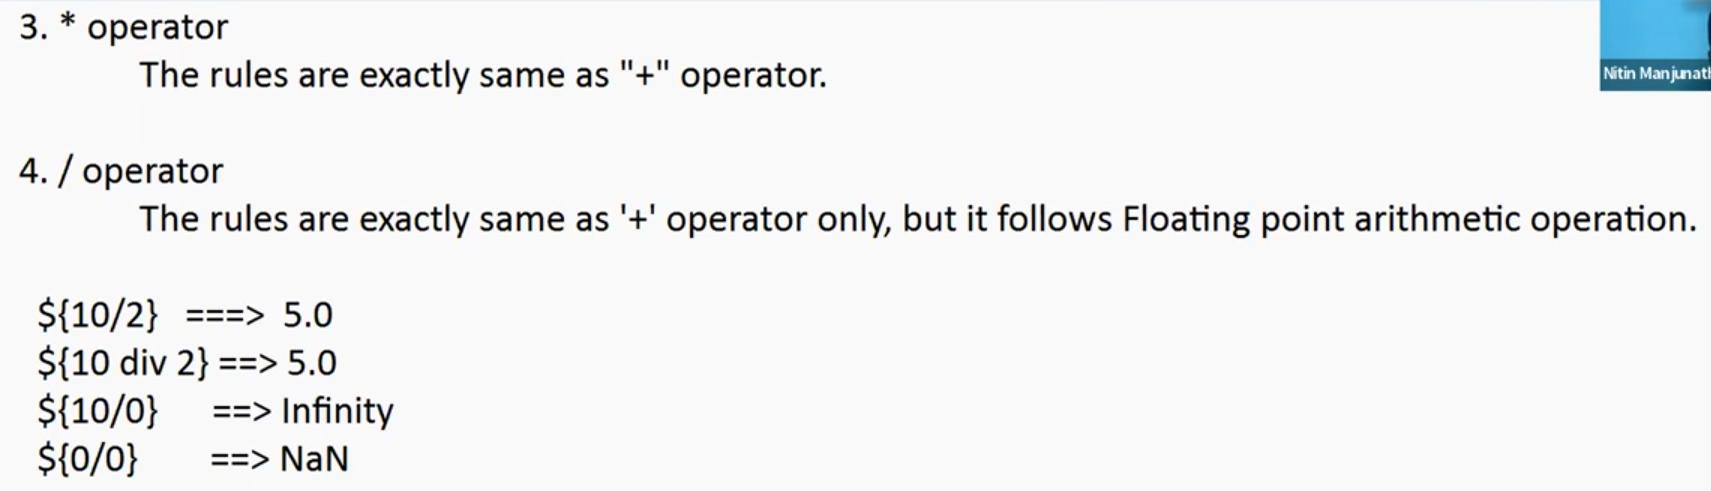 3. * operator
The rules are exactly same as "+" operator.
Nitin Manjunath
4. / operator
The rules are exactly same as '+' operator only, but it follows Floating point arithmetic operation.
${10/2} ===> 5.0
${10 div 2} ==> 5.0
${10/0} ==> Infinity
${0/0} ==> NaN